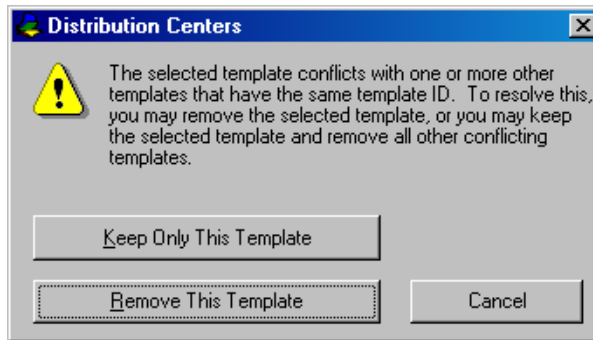 Distribution Centers
The selected template conflicts with one or more other
templates that have the same template ID.  To resolve this,
you may remove the selected template, or you may keep
the selected template and remove all other conflicting
templates.
Keep Only This Template
Remove This Template
Cancel